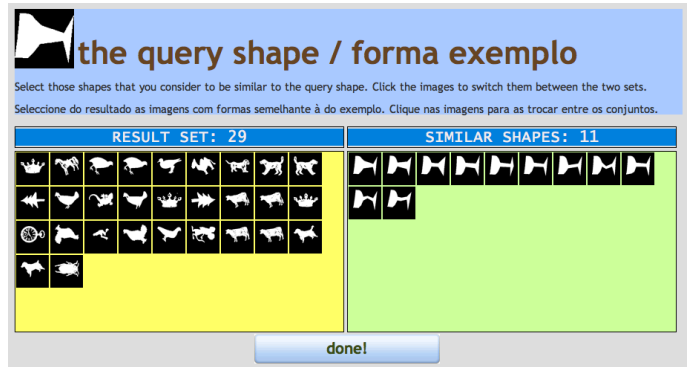 the query shape / forma exemplo
Select those shapes that you consider to be similar to the query shape. Click the images to switch them between the two sets.
Seleccione do resultado as imagens com formas semelhante à do exemplo. Clique nas imagens para as trocar entre os conjuntos.
RESULT SET: 29
SIMILAR SHAPES: 11
done!